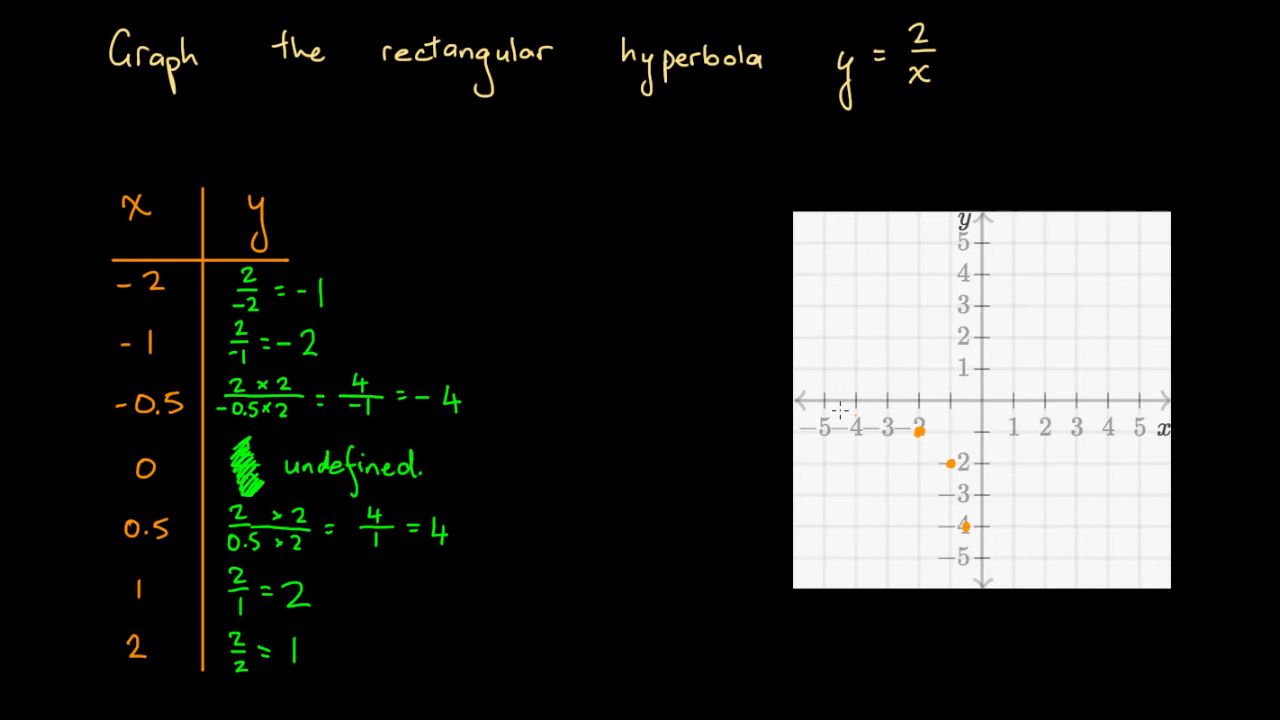 Graph the rectangular hyperbola y = 2/x
x y
-2 2/-2 = -1
-1 2/-1 = -2
-0.5 2 × 2/-0.5 × 2 = 4/-1 = -4
0 undefined.
0.5 2 × 2/0.5 × 2 = 4/1 = 4
1 2/1 = 2
2 2/2 = 1
y
5
4
3
2
1
−5 −4 −3 −2 1 2 3 4 5 x
−2
−3
−4
−5